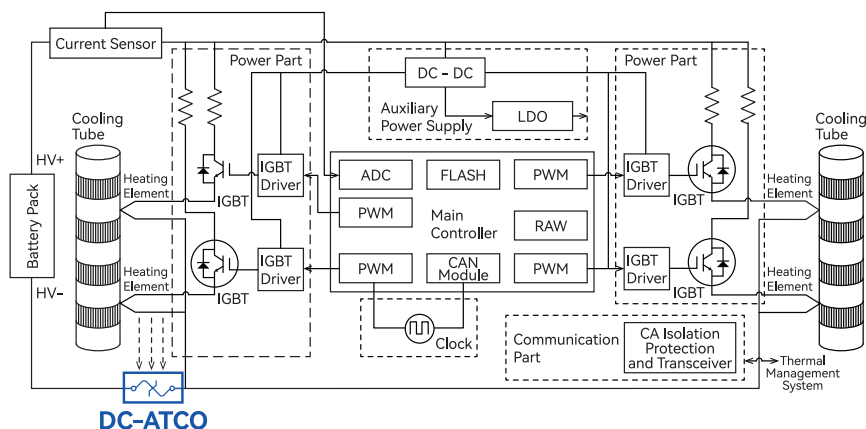 Current Sensor
Power Part
DC – DC
Auxiliary
Power Supply
LDO
Power Part
Cooling
Tube
HV+
Battery Pack
HV–
Heating
Element
IGBT
IGBT
Driver
Heating
Element
IGBT
IGBT
Driver
ADC
FLASH
PWM
PWM
Main
Controller
RAW
PWM
CAN
Module
PWM
Clock
IGBT
Driver
IGBT
Heating
Element
IGBT
Driver
IGBT
Heating
Element
Cooling
Tube
Communication
Part
CA Isolation
Protection
and Transceiver
Thermal
Management
System
DC–ATCO